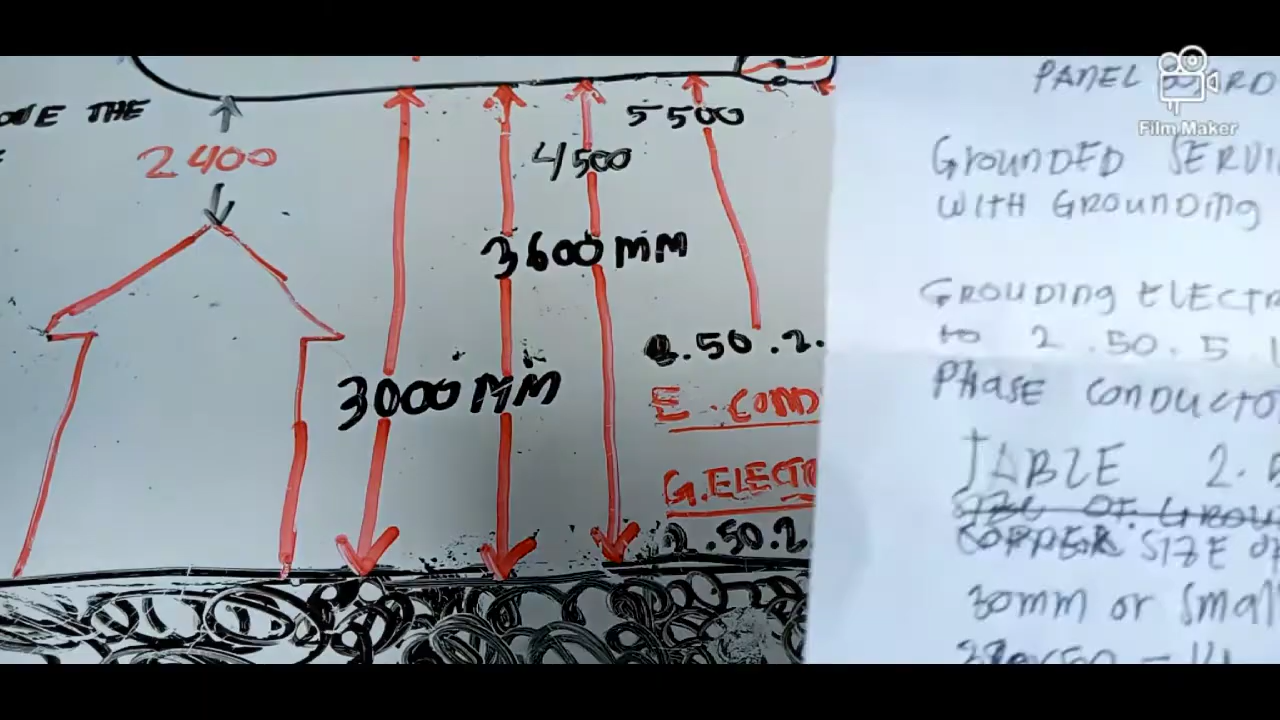 OVE THE
2400
5500
4500
3600MM
3000MM
2.50.2.
E. COND
G.ELECT
2.50.2
PANEL BOARD
GROUNDED SERVI
WITH GROUNDING
GROUDING ELECTR
to 2.50.5.1
PHASE CONDUCTO
TABLE 2.
COPPER SIZE OF
30mm or Small
Film Maker